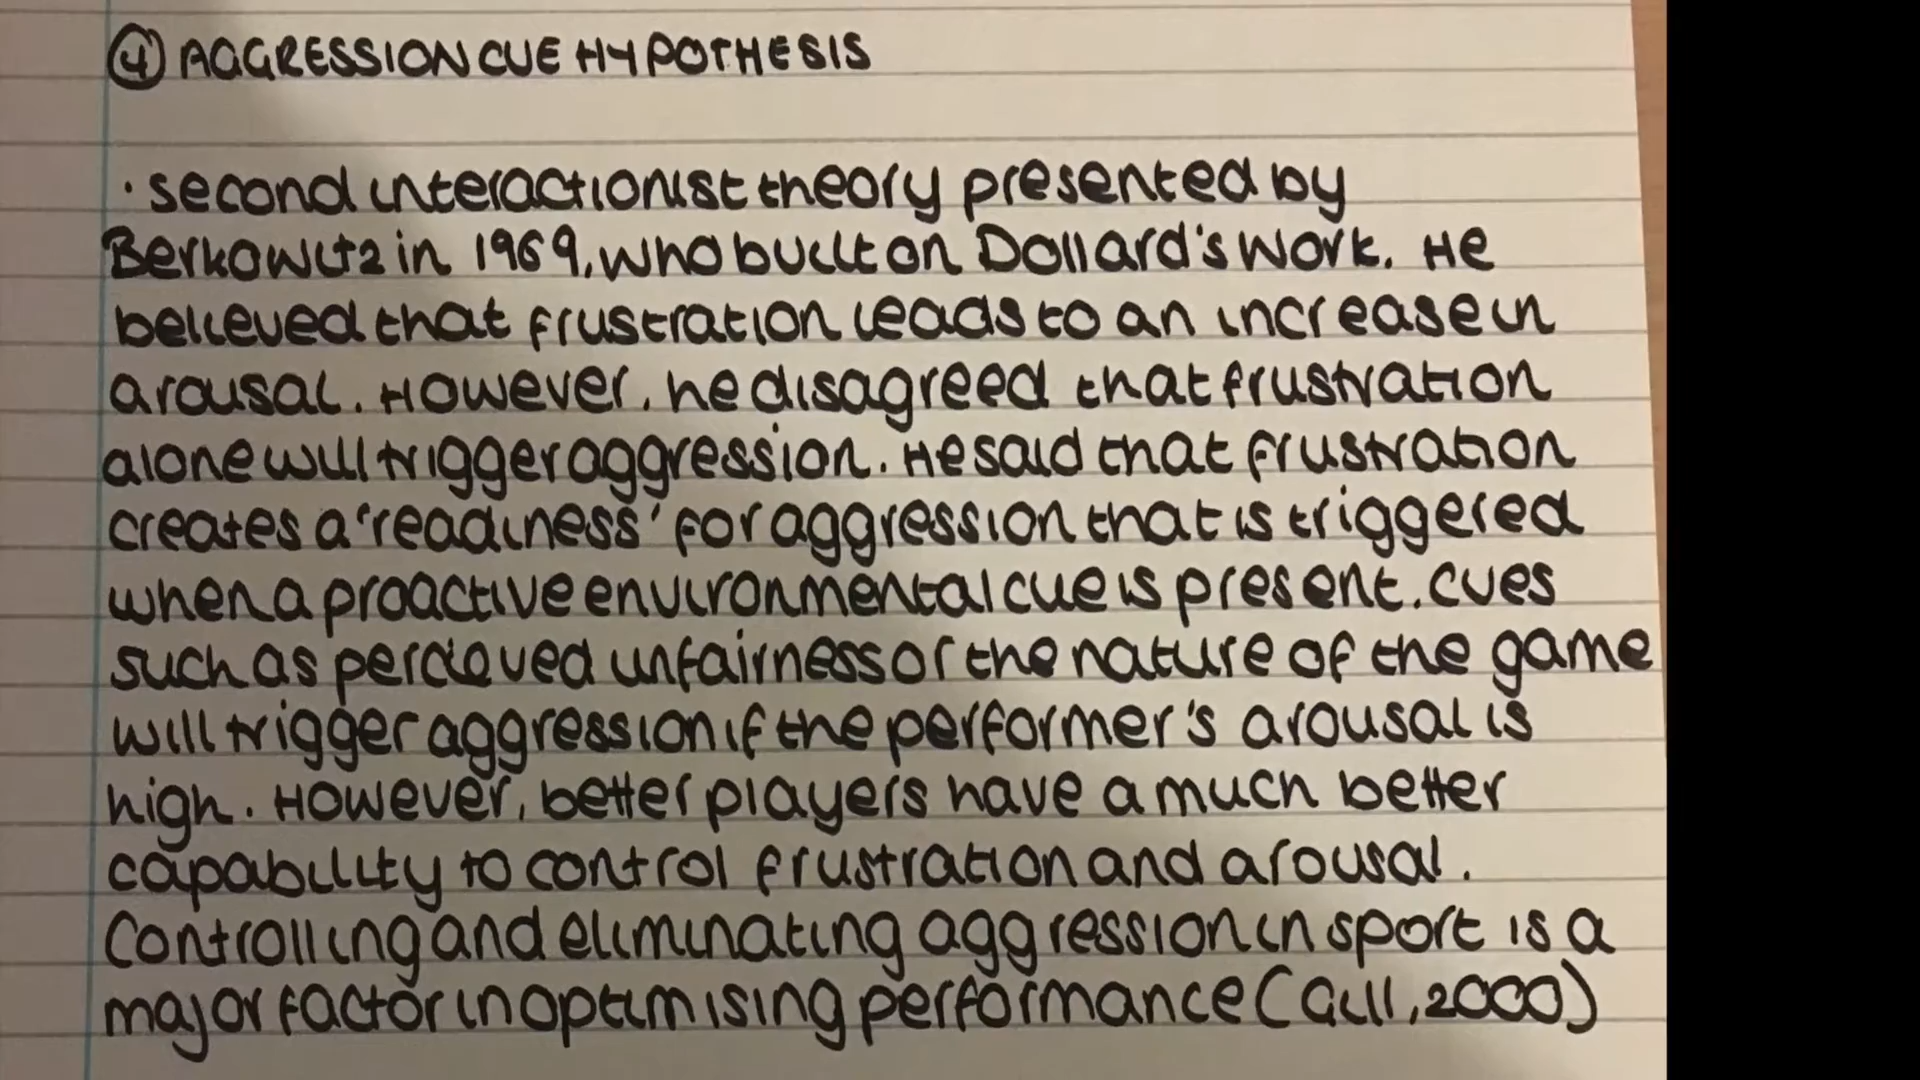 ④ AGGRESSION CUE HYPOTHESIS
· second interactionist theory presented by
Berkowitz in 1969, who built on Dollard's work. He
believed that frustration leads to an increase in
arousal. However, he disagreed that frustration
alone will trigger aggression. He said that frustration
creates a 'readiness' for aggression that is triggered
when a proactive environmental cue is present. Cues
such as percieved unfairness or the nature of the game
will trigger aggression if the performer's arousal is
high. However, better players have a much better
capability to control frustration and arousal.
Controlling and eliminating aggression in sport is a
major factor in optimising performance (Gill, 2000)